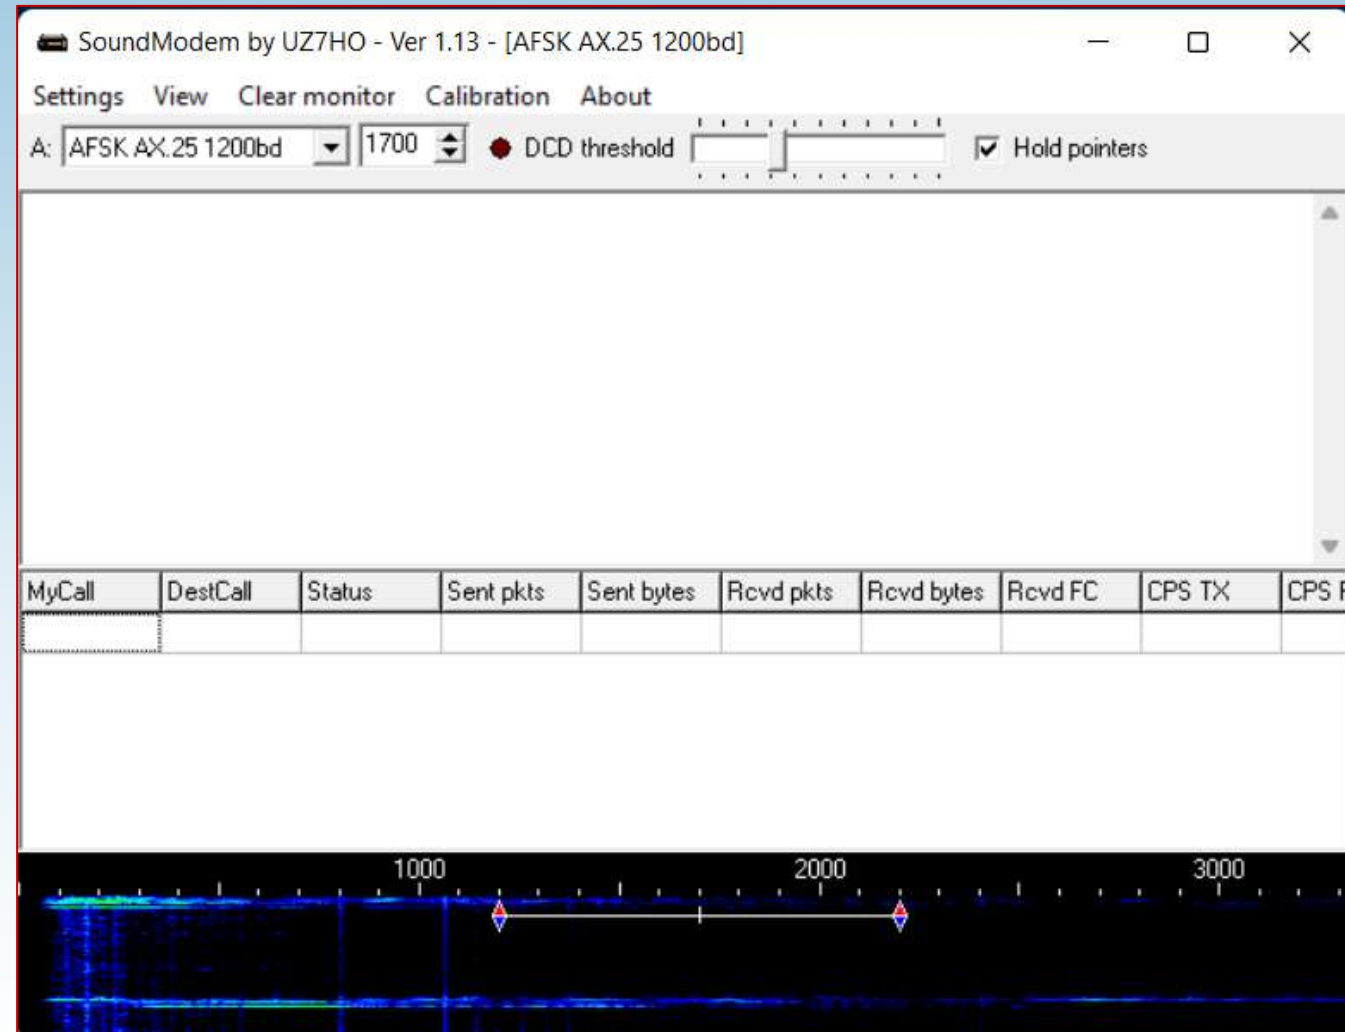 SoundModem by UZ7HO - Ver 1.13 - [AFSK AX.25 1200bd]
Settings View Clear monitor Calibration About
A: AFSK AX.25 1200bd 1700 DCD threshold Hold pointers
MyCall DestCall Status Sent pkts Sent bytes Rcvd pkts Rcvd bytes Rcvd FC CPS TX CPS
1000 2000 3000